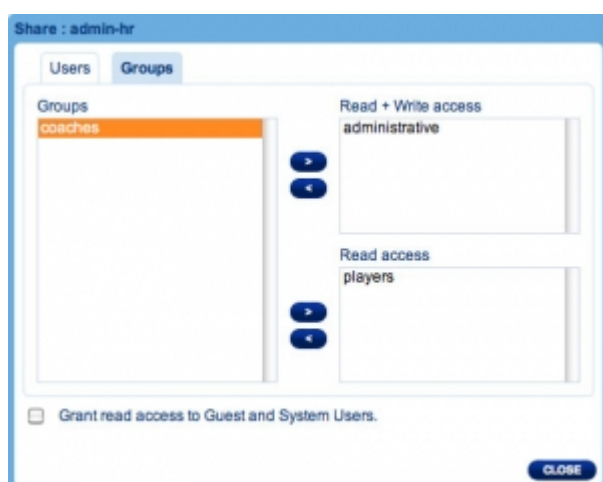 Share : admin-hr
Users Groups
Groups
coaches
Read + Write access
administrative
>
<
Read access
players
>
<
Grant read access to Guest and System Users.
CLOSE